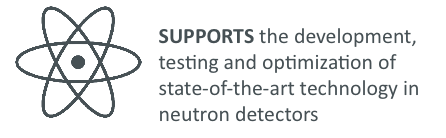 SUPPORTS the development,
testing and optimization of
state-of-the-art technology in
neutron detectors